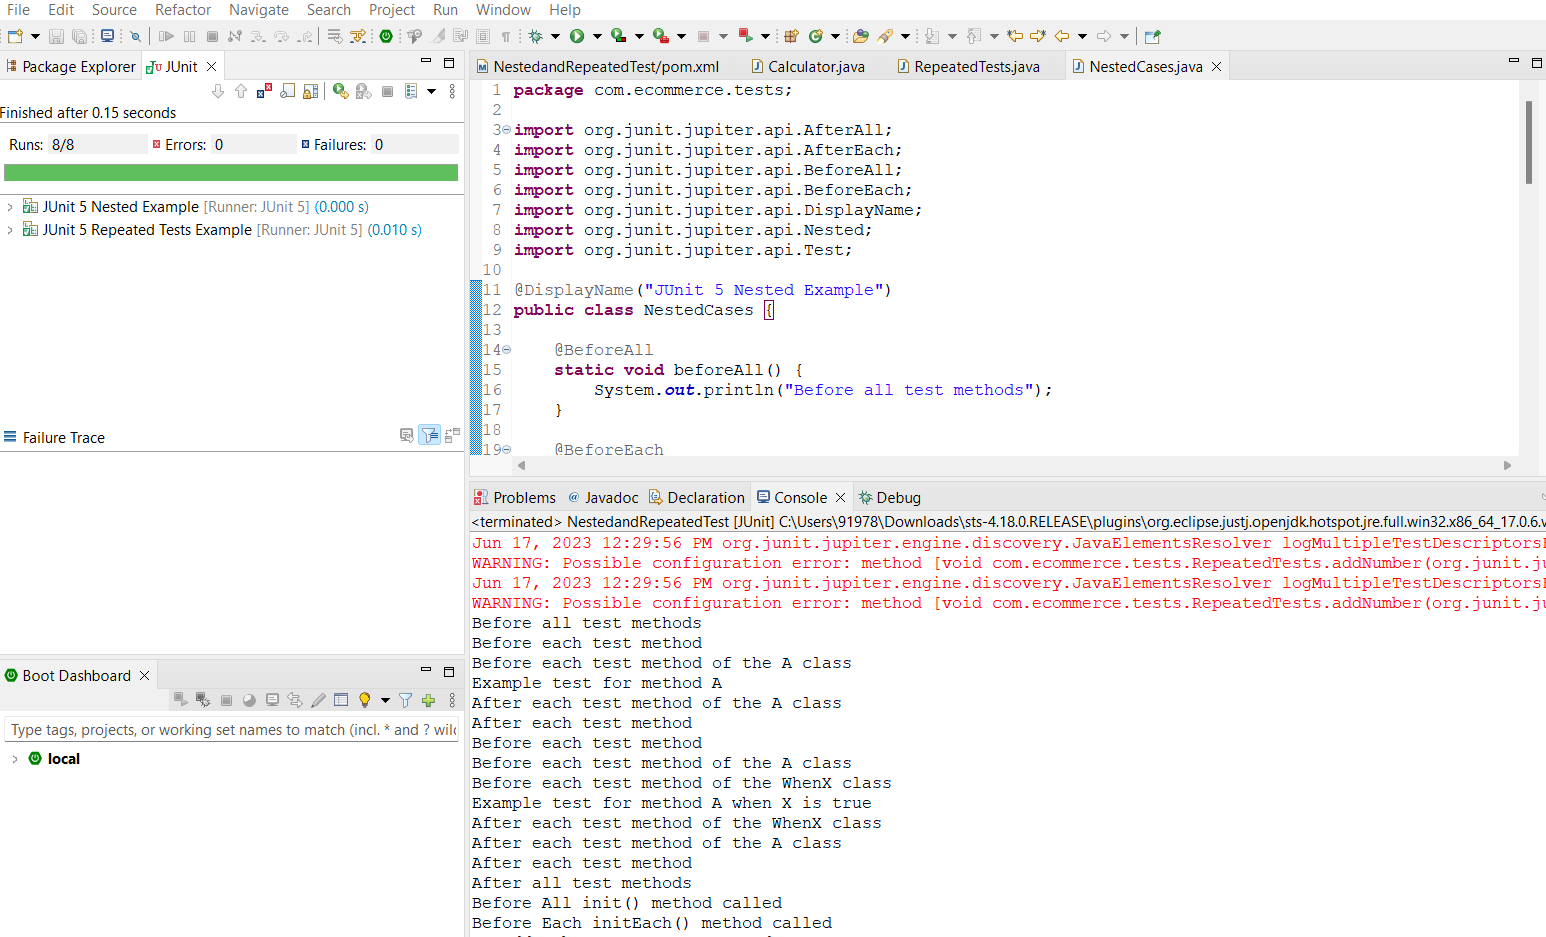 File Edit Source Refactor Navigate Search Project Run Window Help
Package Explorer JUnit
Finished after 0.15 seconds
Runs: 8/8 Errors: 0 Failures: 0
JUnit 5 Nested Example [Runner: JUnit 5] (0.000 s)
JUnit 5 Repeated Tests Example [Runner: JUnit 5] (0.010 s)
Failure Trace
Boot Dashboard
Type tags, projects, or working set names to match (incl. * and ?
local
NestedandRepeatedTest/pom.xml Calculator.java RepeatedTests.java NestedCases.java
1 package com.ecommerce.tests;
2
3 import org.junit.jupiter.api.AfterAll;
4 import org.junit.jupiter.api.AfterEach;
5 import org.junit.jupiter.api.BeforeAll;
6 import org.junit.jupiter.api.BeforeEach;
7 import org.junit.jupiter.api.DisplayName;
8 import org.junit.jupiter.api.Nested;
9 import org.junit.jupiter.api.Test;
10
11 @DisplayName("JUnit 5 Nested Example")
12 public class NestedCases {
13
14 @BeforeAll
15 static void beforeAll() {
16 System.out.println("Before all test methods");
17 }
18
19 @BeforeEach
Problems Javadoc Declaration Console Debug
<terminated> NestedandRepeatedTest [JUnit] C:\Users\91978\Downloads\sts-4.18.0.RELEASE\plugins\org.eclipse.justj.openjdk.hotspot.jre.full.win32.x86_64_17.0.6.v
Jun 17, 2023 12:29:56 PM org.junit.jupiter.engine.discovery.JavaElementsResolver logMultipleTestDescriptors
WARNING: Possible configuration error: method [void com.ecommerce.tests.RepeatedTests.addNumber(org.junit.ju
Jun 17, 2023 12:29:56 PM org.junit.jupiter.engine.discovery.JavaElementsResolver logMultipleTestDescriptors
WARNING: Possible configuration error: method [void com.ecommerce.tests.RepeatedTests.addNumber(org.junit.ju
Before all test methods
Before each test method
Before each test method of the A class
Example test for method A
After each test method of the A class
After each test method
Before each test method
Before each test method of the A class
Before each test method of the WhenX class
Example test for method A when X is true
After each test method of the WhenX class
After each test method of the A class
After each test method
After all test methods
Before All init() method called
Before Each initEach() method called